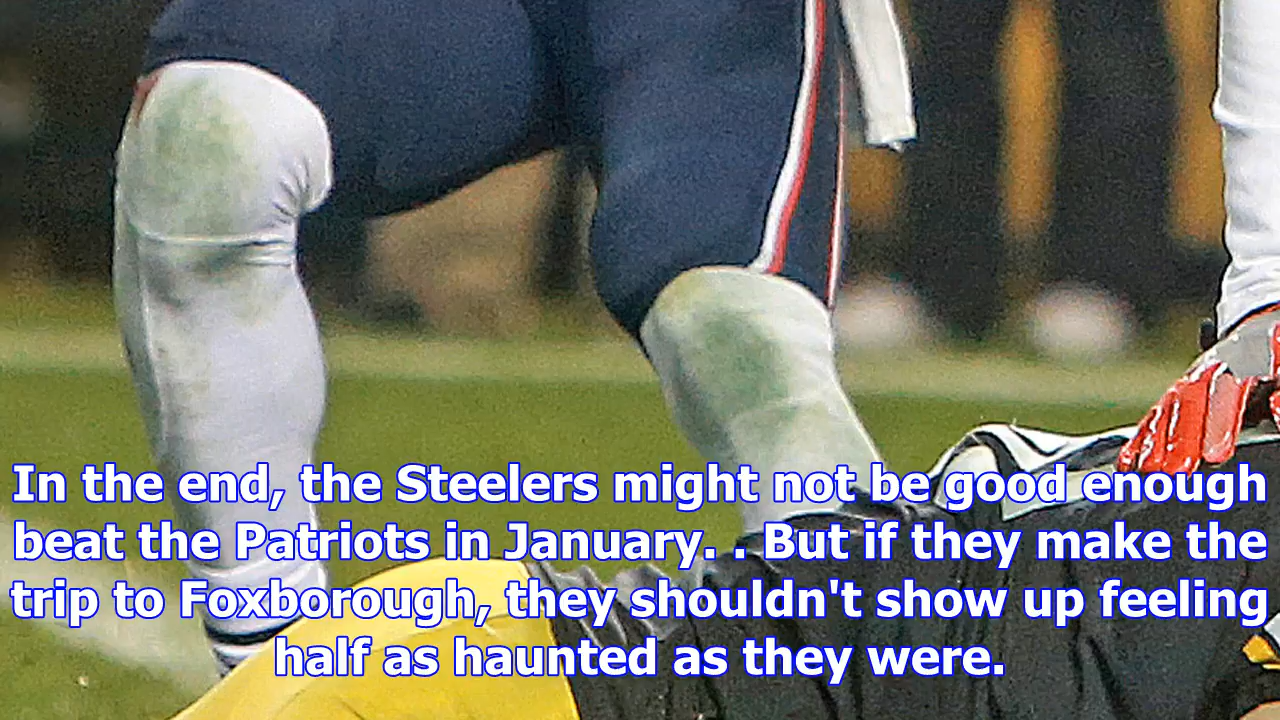 In the end, the Steelers might not be good enough
beat the Patriots in January. . But if they make the
trip to Foxborough, they shouldn't show up feeling
half as haunted as they were.